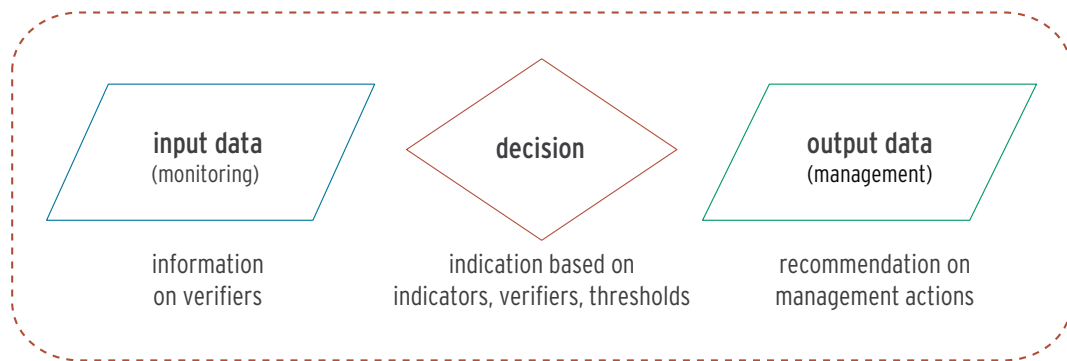 input data
(monitoring)
information
on verifiers
decision
indication based on
indicators, verifiers, thresholds
output data
(management)
recommendation on
management actions